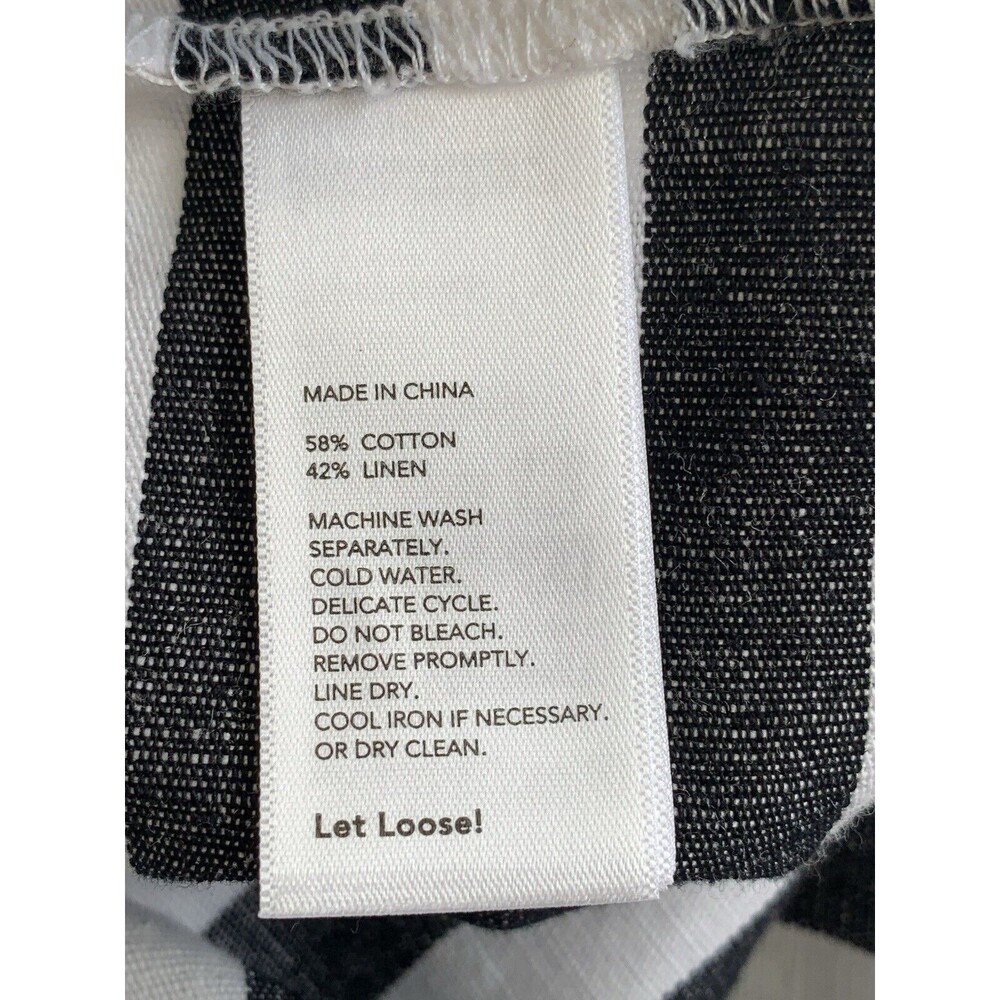 MADE IN CHINA
58% COTTON
42% LINEN
MACHINE WASH
SEPARATELY.
COLD WATER.
DELICATE CYCLE.
DO NOT BLEACH.
REMOVE PROMPTLY.
LINE DRY.
COOL IRON IF NECESSARY.
OR DRY CLEAN.
Let Loose!